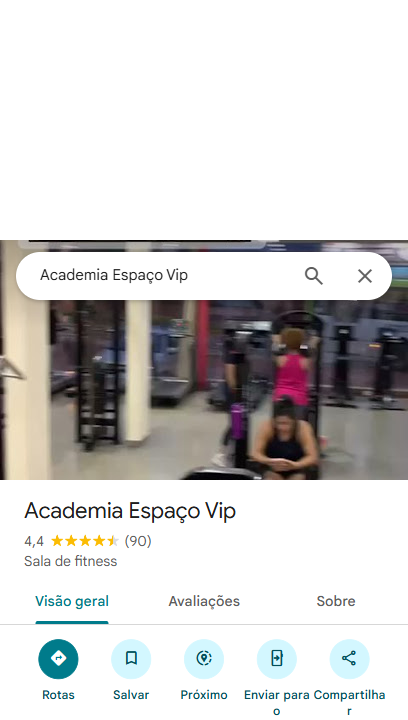 Academia Espaço Vip
Academia Espaço Vip
4,4 (90)
Sala de fitness
Visão geral Avaliações Sobre
Rotas Salvar Próximo Enviar para o Compartilhar